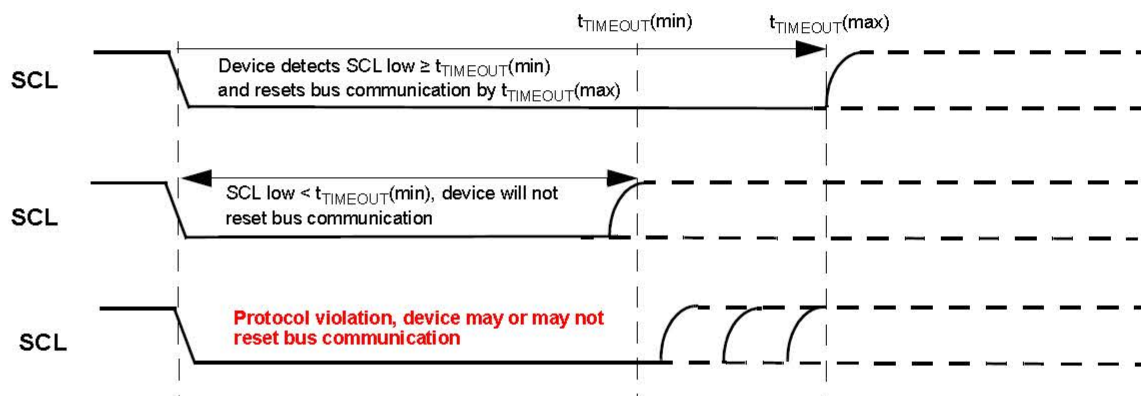 tTIMEOUT(min) tTIMEOUT(max)
SCL
Device detects SCL low ≥ tTIMEOUT(min)
and resets bus communication by tTIMEOUT(max)
SCL
SCL low < tTIMEOUT(min), device will not
reset bus communication
SCL
Protocol violation, device may or may not
reset bus communication